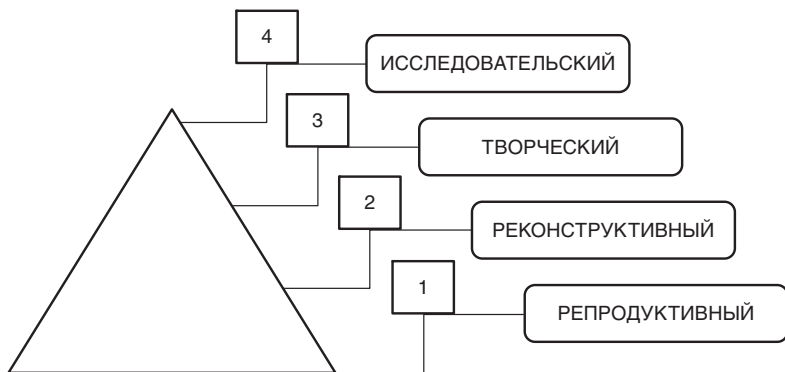 4
ИССЛЕДОВАТЕЛЬСКИЙ
3
ТВОРЧЕСКИЙ
2
РЕКОНСТРУКТИВНЫЙ
1
РЕПРОДУКТИВНЫЙ